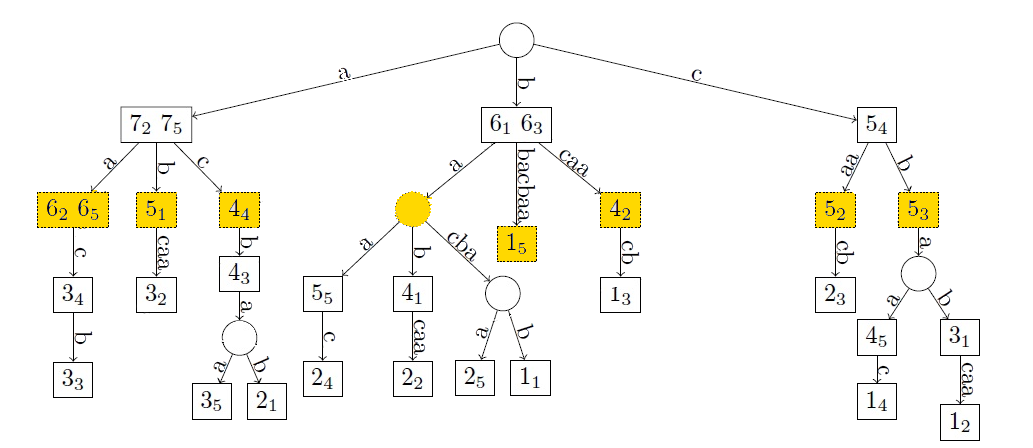 a b c
7₂ 7₅ 6₁ 6₃ 5₄
a b c a bacbaa caa aa b
6₂ 6₅ 5₁ 4₄ 1₅ 4₂ 5₂ 5₃
c caa b a b cba cb cb a
3₄ 3₂ 4₃ 5₅ 4₁ 1₃ 2₃
b a c caa a b a b
3₃ a b 2₄ 2₂ 2₅ 1₁ 4₅ 3₁
3₅ 2₁ c caa
1₄ 1₂